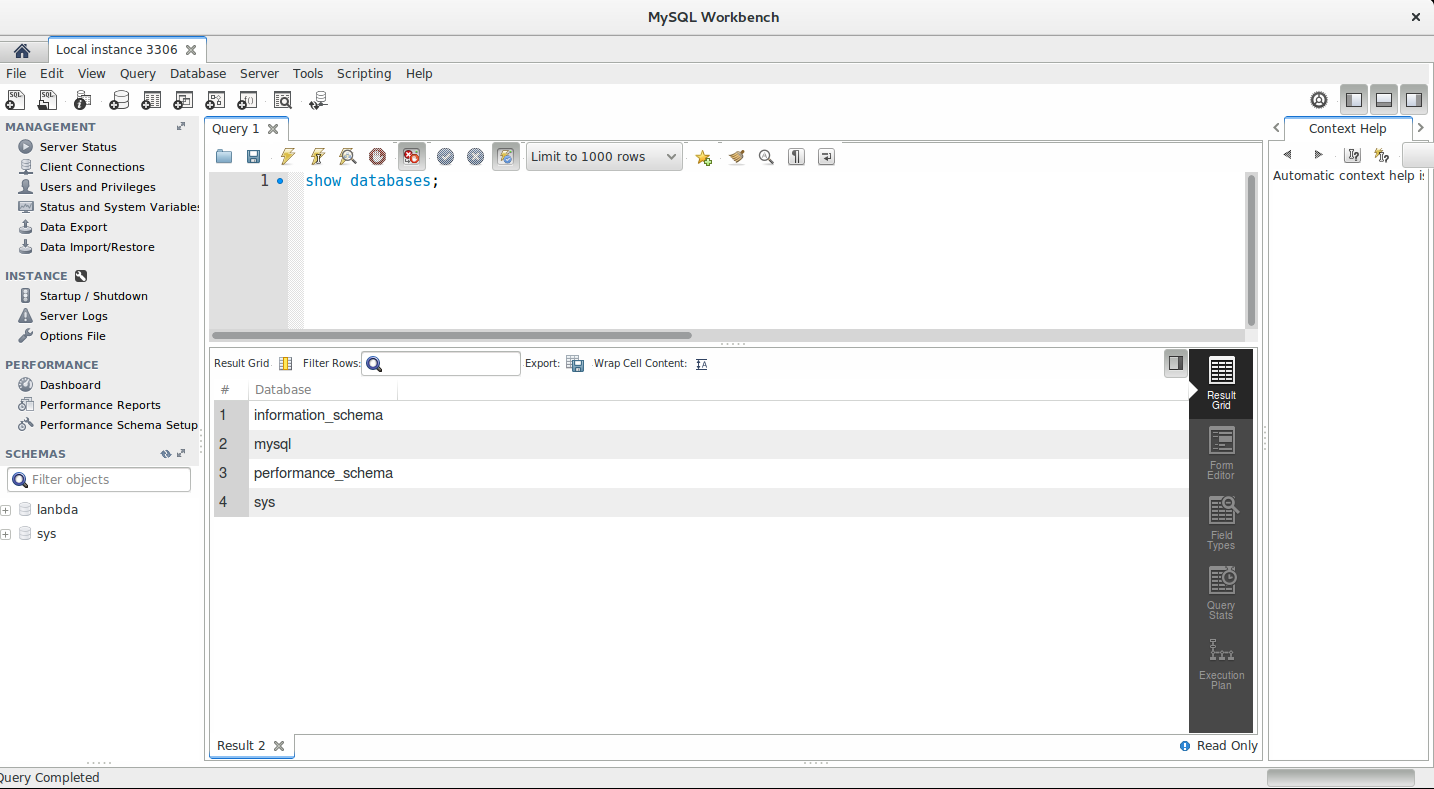 MySQL Workbench
Local instance 3306
File Edit View Query Database Server Tools Scripting Help
MANAGEMENT
Server Status
Client Connections
Users and Privileges
Status and System Variables
Data Export
Data Import/Restore
INSTANCE
Startup / Shutdown
Server Logs
Options File
PERFORMANCE
Dashboard
Performance Reports
Performance Schema Setup
SCHEMAS
Filter objects
lanbda
sys
Query 1
Limit to 1000 rows
1 show databases;
Result Grid Filter Rows: Export: Wrap Cell Content:
# Database
1 information_schema
2 mysql
3 performance_schema
4 sys
Result
Grid
Form
Editor
Field
Types
Query
Stats
Execution
Plan
Result 2
Read Only
Context Help
Automatic context help is
Query Completed